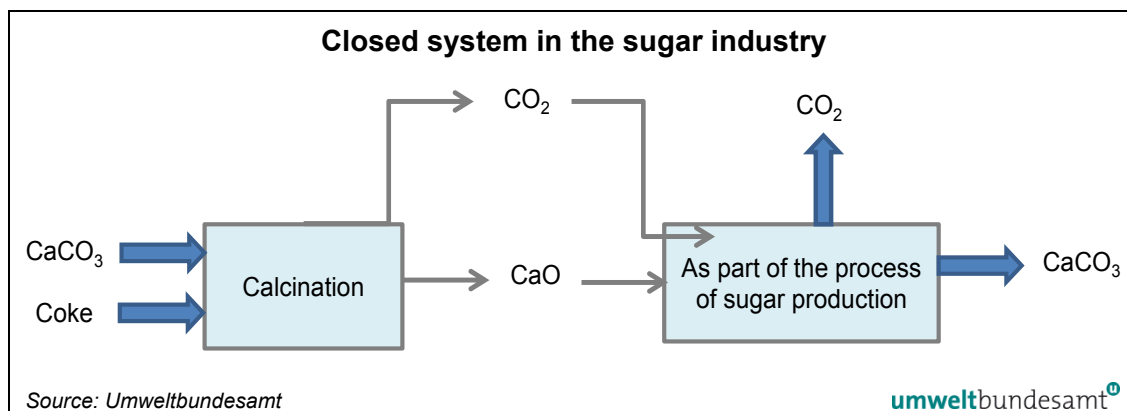 Closed system in the sugar industry
CO₂
CO₂
CaCO₃
Coke
Calcination
CaO
As part of the process
of sugar production
CaCO₃
Source: Umweltbundesamt
umweltbundesamt
u